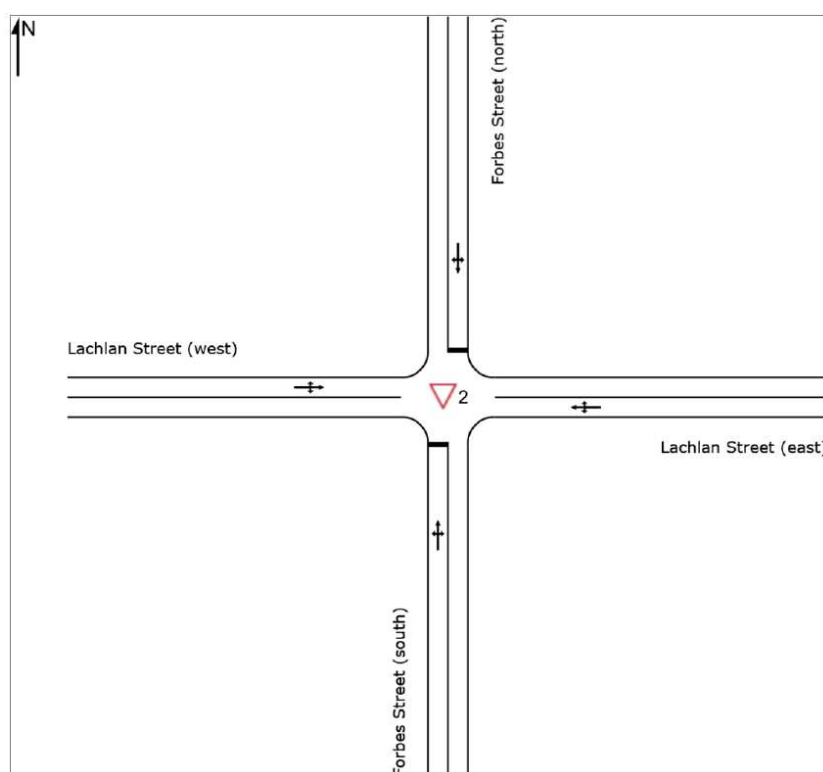 N
Forbes Street (north)
Lachlan Street (west)
2
Lachlan Street (east)
Forbes Street (south)